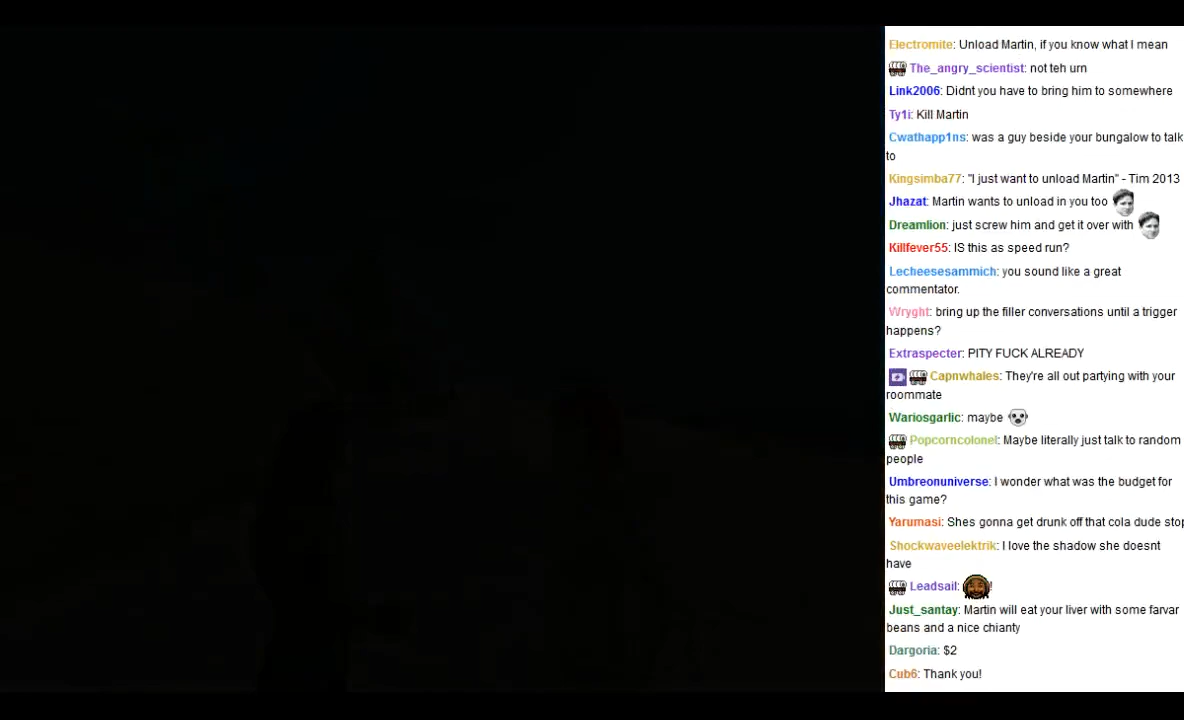 Electromite: Unload Martin, if you know what I mean
The_angry_scientist: not teh urn
Link2006: Didnt you have to bring him to somewhere
Ty1i: Kill Martin
Cwathapp1ns: was a guy beside your bungalow to talk
to
Kingsimba77: "I just want to unload Martin" - Tim 2013
Jhazat: Martin wants to unload in you too
Dreamlion: just screw him and get it over with
Killfever55: IS this as speed run?
Lecheesesammich: you sound like a great
commentator.
Wryght: bring up the filler conversations until a trigger
happens?
Extraspecter: PITY FUCK ALREADY
Capnwhales: They're all out partying with your
roommate
Wariosgarlic: maybe
Popcorncolonel: Maybe literally just talk to random
people
Umbreonuniverse: I wonder what was the budget for
this game?
Yarumasi: Shes gonna get drunk off that cola dude stop
Shockwaveelektrik: I love the shadow she doesnt
have
Leadsail: !
Just_santay: Martin will eat your liver with some farvar
beans and a nice chianty
Dargoria: $2
Cub6: Thank you!